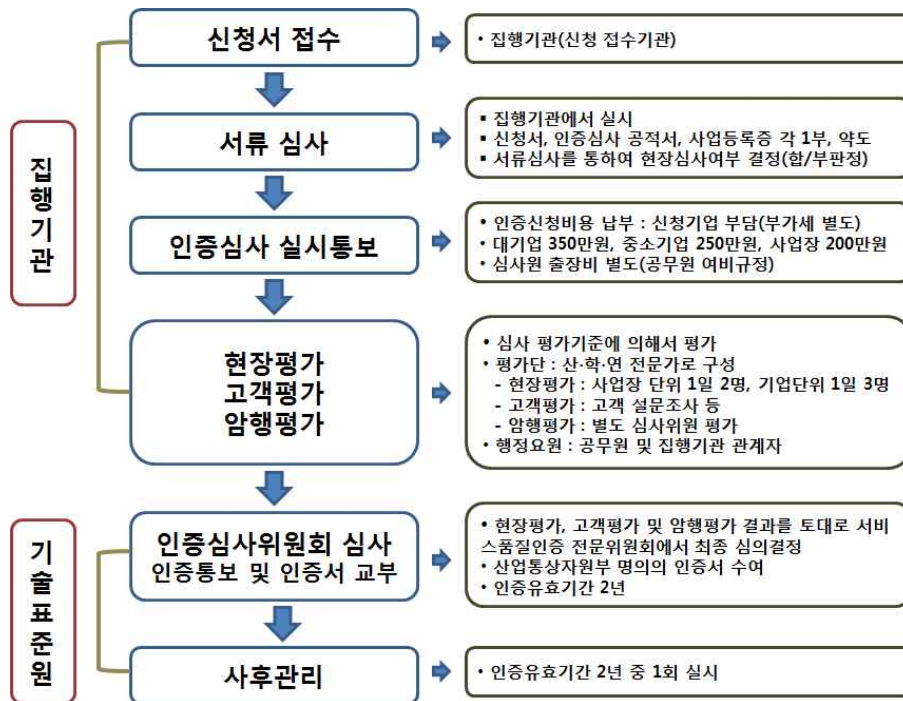 집행기관
신청서 접수
• 집행기관(신청 접수기관)
서류 심사
▪ 집행기관에서 실시
▪ 신청서, 인증심사 공적서, 사업등록증 각 1부, 약도
▪ 서류심사를 통하여 현장심사여부 결정(합/부판정)
인증심사 실시통보
▪ 인증신청비용 납부 : 신청기업 부담(부가세 별도)
▪ 대기업 350만원, 중소기업 250만원, 사업장 200만원
▪ 심사원 출장비 별도(공무원 여비규정)
현장평가
고객평가
암행평가
• 심사 평가기준에 의해서 평가
• 평가단 : 산·학·연 전문가로 구성
- 현장평가 : 사업장 단위 1일 2명, 기업단위 1일 3명
- 고객평가 : 고객 설문조사 등
- 암행평가 : 별도 심사위원 평가
• 행정요원 : 공무원 및 집행기관 관계자
기술표준원
인증심사위원회 심사
인증통보 및 인증서 교부
• 현장평가, 고객평가 및 암행평가 결과를 토대로 서비
스품질인증 전문위원회에서 최종 심의결정
• 산업통상자원부 명의의 인증서 수여
• 인증유효기간 2년
사후관리
• 인증유효기간 2년 중 1회 실시